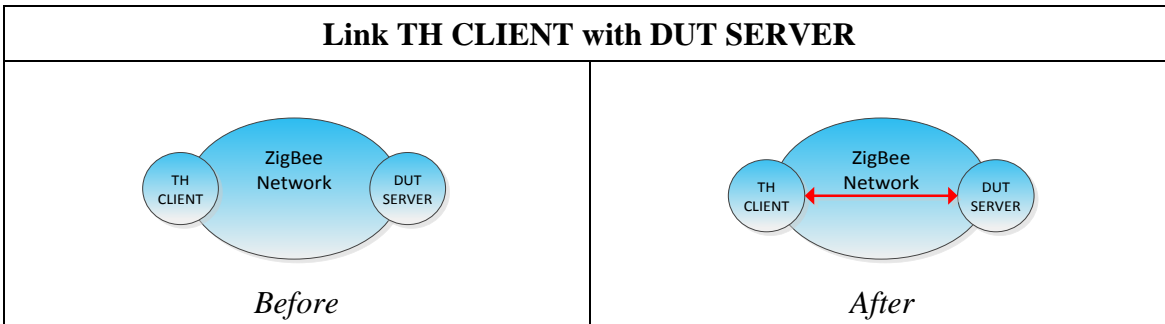 Link TH CLIENT with DUT SERVER
ZigBee
Network
TH
CLIENT
DUT
SERVER
Before
ZigBee
Network
TH
CLIENT
DUT
SERVER
After